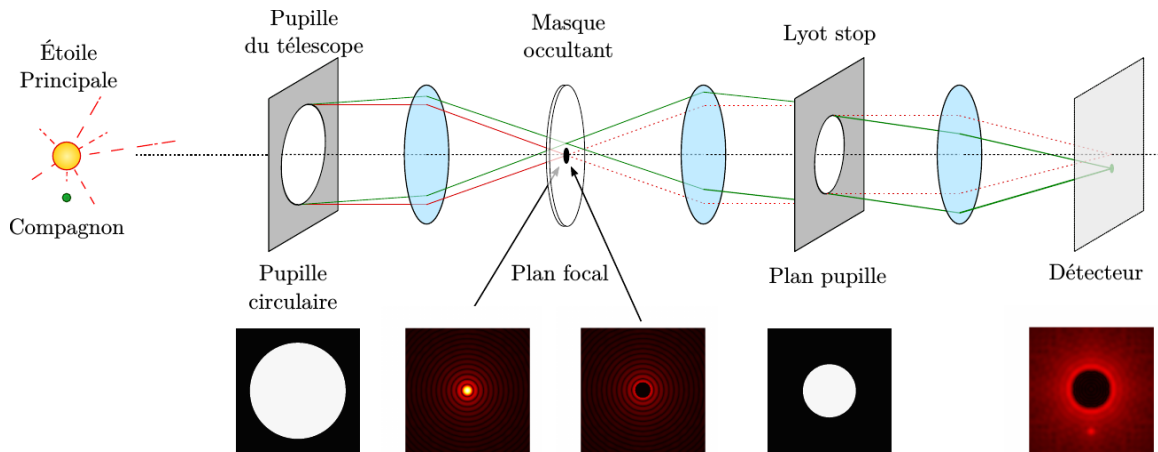 Étoile
Principale
Compagnon
Pupille
du télescope
Masque
occultant
Lyot stop
Pupille
circulaire
Plan focal
Plan pupille
Détecteur